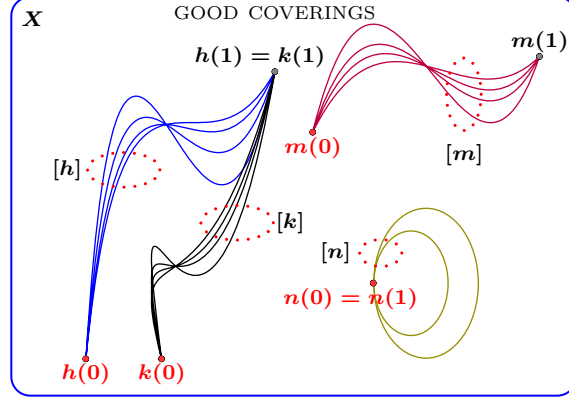 GOOD COVERINGS
X
h(1) = k(1)
m(1)
m(0)
[m]
[h]
[k]
[n]
n(0) = n(1)
h(0)
k(0)